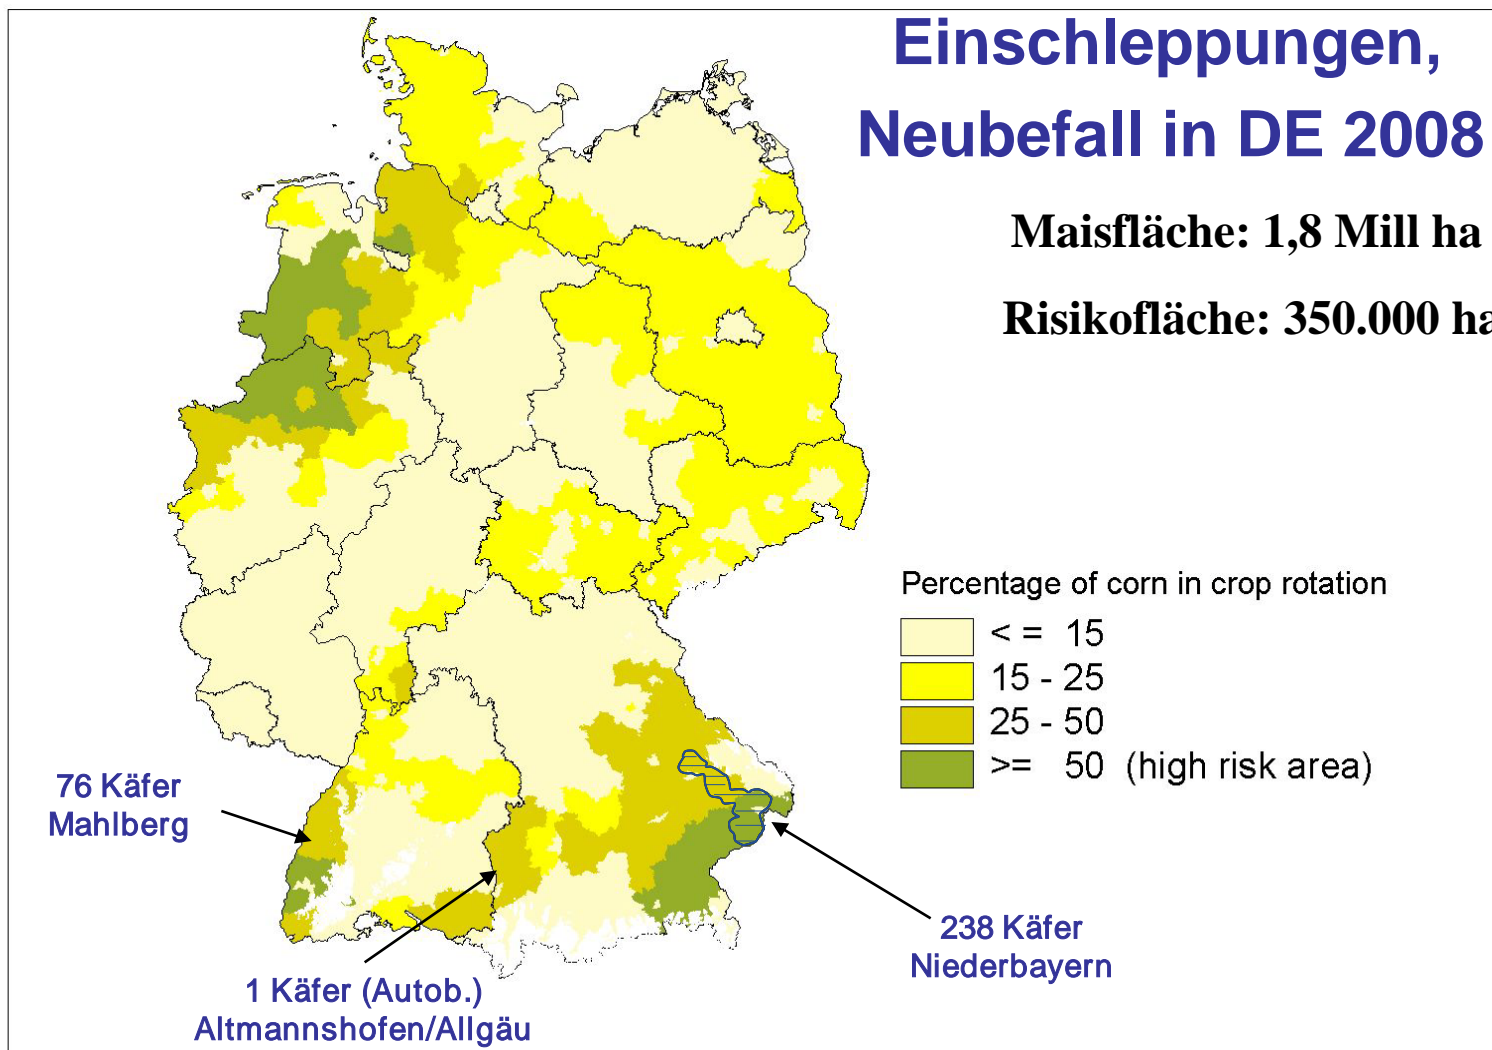 Einschleppungen,
Neubefall in DE 2008
Maisfläche: 1,8 Mill ha
Risikofläche: 350.000 ha
Percentage of corn in crop rotation
< = 15
15 - 25
25 - 50
>= 50 (high risk area)
76 Käfer
Mahlberg
238 Käfer
Niederbayern
1 Käfer (Autob.)
Altmannshofen/Allgäu